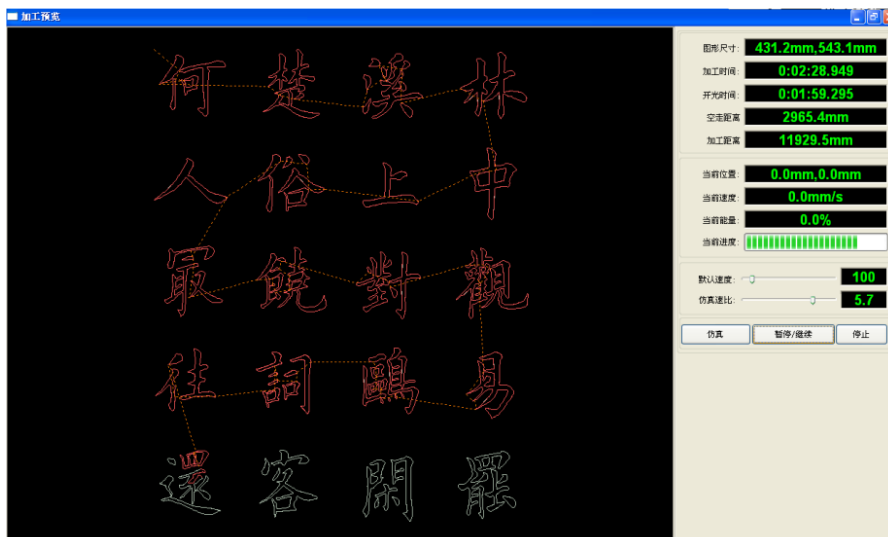 加工预览
何楚溪林
人俗上中
最饒對觀
往詞鷗易
還客閑罷
图形尺寸: 431.2mm,543.1mm
加工时间: 0:02:28.949
开光时间: 0:01:59.295
空走距离 2965.4mm
加工距离 11929.5mm
当前位置: 0.0mm,0.0mm
当前速度: 0.0mm/s
当前能量: 0.0%
当前进度:
默认速度: 100
仿真速比: 5.7
仿真 暂停/继续 停止